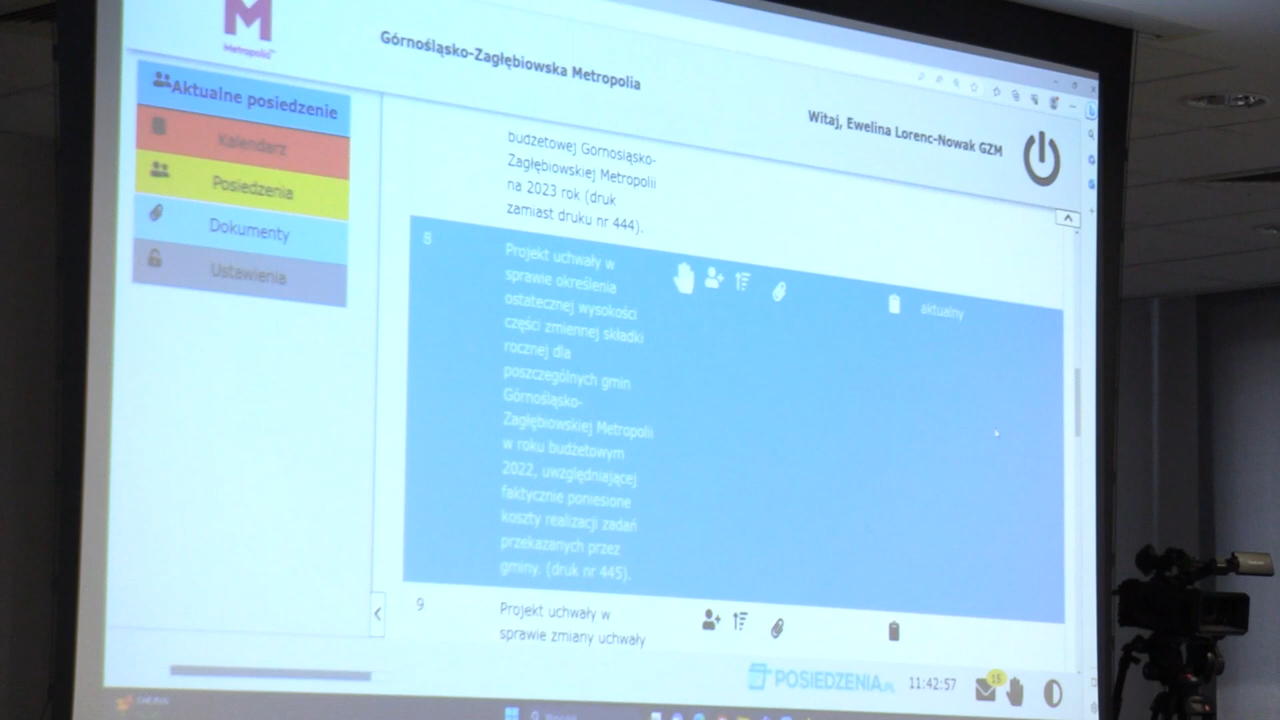 M
Metropolia
Górnośląsko-Zagłębiowska Metropolia
Witaj, Ewelina Lorenc-Nowak GZM
Aktualne posiedzenie
Kalendarz
Posiedzenia
Dokumenty
Ustawienia
budżetowej Górnośląsko-
Zagłębiowskiej Metropolii
na 2023 rok (druk
zamiast druku nr 444).
8
Projekt uchwały w
sprawie określenia
ostatecznej wysokości
części zmiennej składki
rocznej dla
poszczególnych gmin
Górnośląsko-
Zagłębiowskiej Metropolii
w roku budżetowym
2022, uwzględniającej
faktycznie poniesione
koszty realizacji zadań
przekazanych przez
gminy. (druk nr 445).
aktualny
9
Projekt uchwały w
sprawie zmiany uchwały
POSIEDZENIA.PL
11:42:57
15